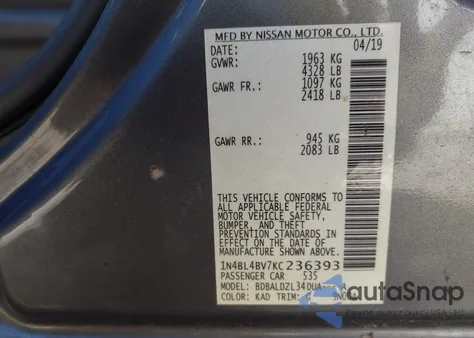 MFD BY NISSAN MOTOR CO., LTD.
DATE: 04/19
GVWR: 1963 KG
4328 LB
GAWR FR.: 1097 KG
2418 LB
GAWR RR.: 945 KG
2083 LB
THIS VEHICLE CONFORMS
TO ALL APPLICABLE FEDERAL
MOTOR VEHICLE SAFETY,
BUMPER, AND THEFT
PREVENTION STANDARDS IN
EFFECT ON THE DATE OF
MANUFACTURE SHOWN ABOVE.
1N4BL4BV7KC236393
PASSENGER CAR 535
MODEL: BDBALDZL34DUA
COLOR: KAD TRIM:
autaSnap